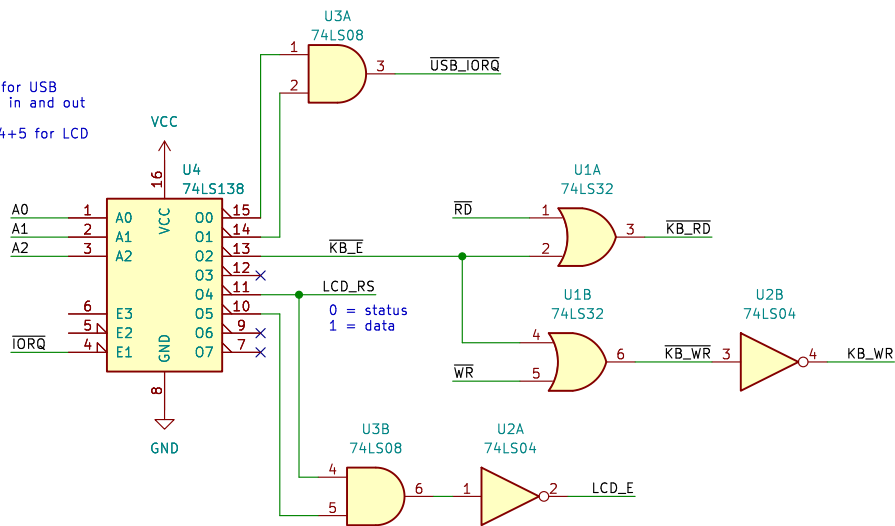 U3A
74LS08
1
2
3
USB_IORQ
for USB
in and out
4+5 for LCD
VCC
16
U4
74LS138
A0
1
A0
VCC
O0
15
A1
2
A1
O1
14
A2
3
A2
O2
13
KB_E
O3
12
O4
11
LCD_RS
6
E3
O5
10
0 = status
1 = data
5
E2
O6
9
IORQ
4
E1
GND
O7
7
8
GND
U1A
74LS32
RD
1
2
3
KB_RD
U1B
74LS32
4
WR
5
6
KB_WR
U2B
74LS04
3
4
KB_WR
U3B
74LS08
4
5
6
U2A
74LS04
1
2
LCD_E